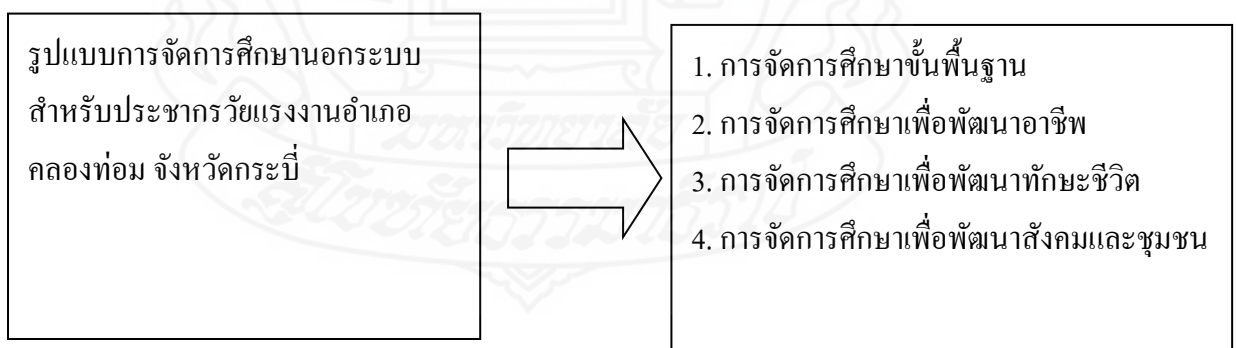 รูปแบบการจัดการศึกษานอกระบบ
สำหรับประชากรวัยแรงงานอำเภอ
คลองท่อม จังหวัดกระบี่
1. การจัดการศึกษาขั้นพื้นฐาน
2. การจัดการศึกษาเพื่อพัฒนาอาชีพ
3. การจัดการศึกษาเพื่อพัฒนาทักษะชีวิต
4. การจัดการศึกษาเพื่อพัฒนาสังคมและชุมชน